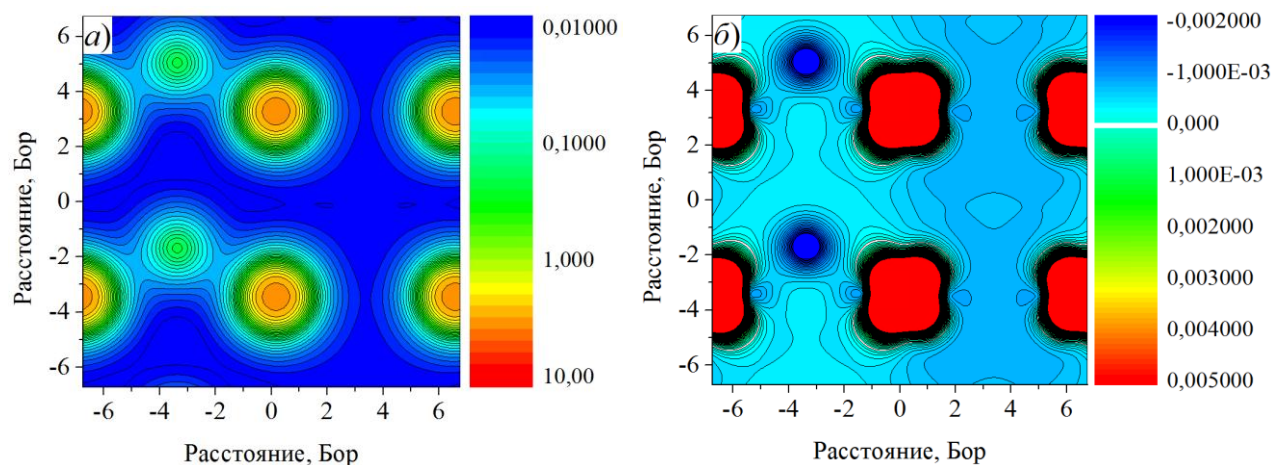 а)
6
4
2
0
-2
-4
-6
-6 -4 -2 0 2 4 6
Расстояние, Бор
Расстояние, Бор
0,01000
0,1000
1,000
10,00
б)
6
4
2
0
-2
-4
-6
-6 -4 -2 0 2 4 6
Расстояние, Бор
Расстояние, Бор
-0,002000
-1,000E-03
0,000
1,000E-03
0,002000
0,003000
0,004000
0,005000